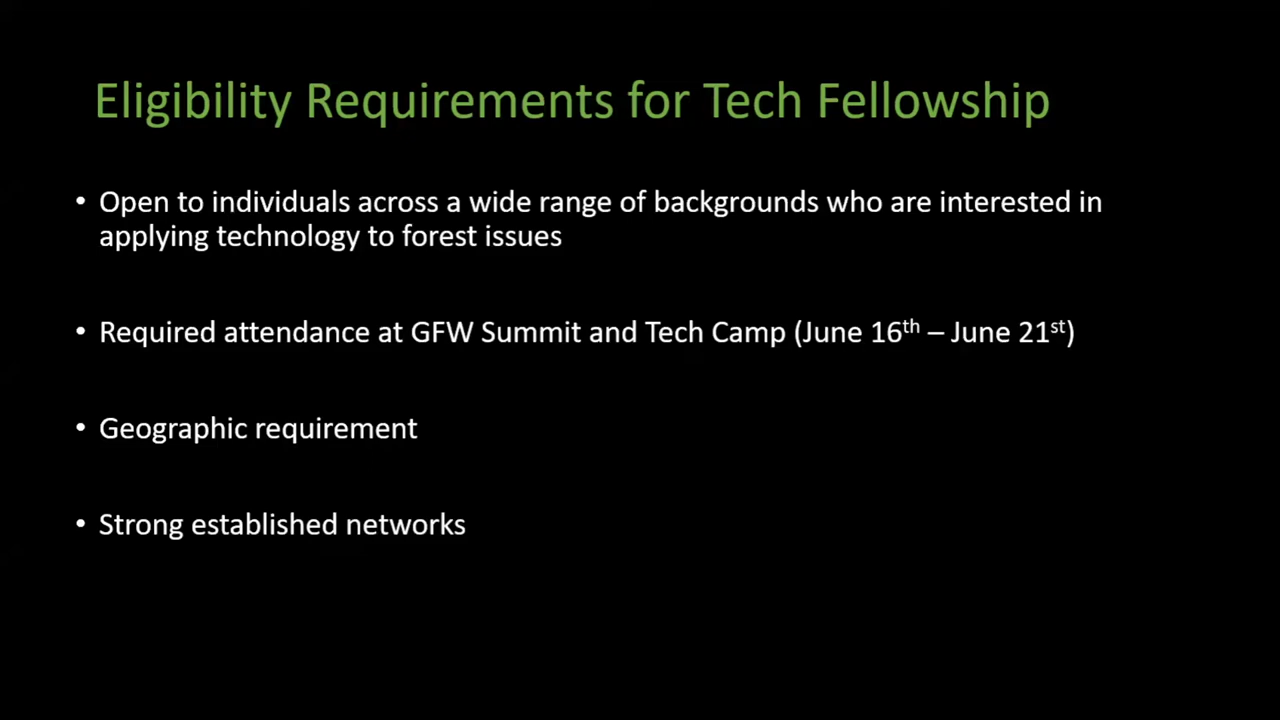 Eligibility Requirements for Tech Fellowship
• Open to individuals across a wide range of backgrounds who are interested in
applying technology to forest issues
• Required attendance at GFW Summit and Tech Camp (June 16th – June 21st)
• Geographic requirement
• Strong established networks